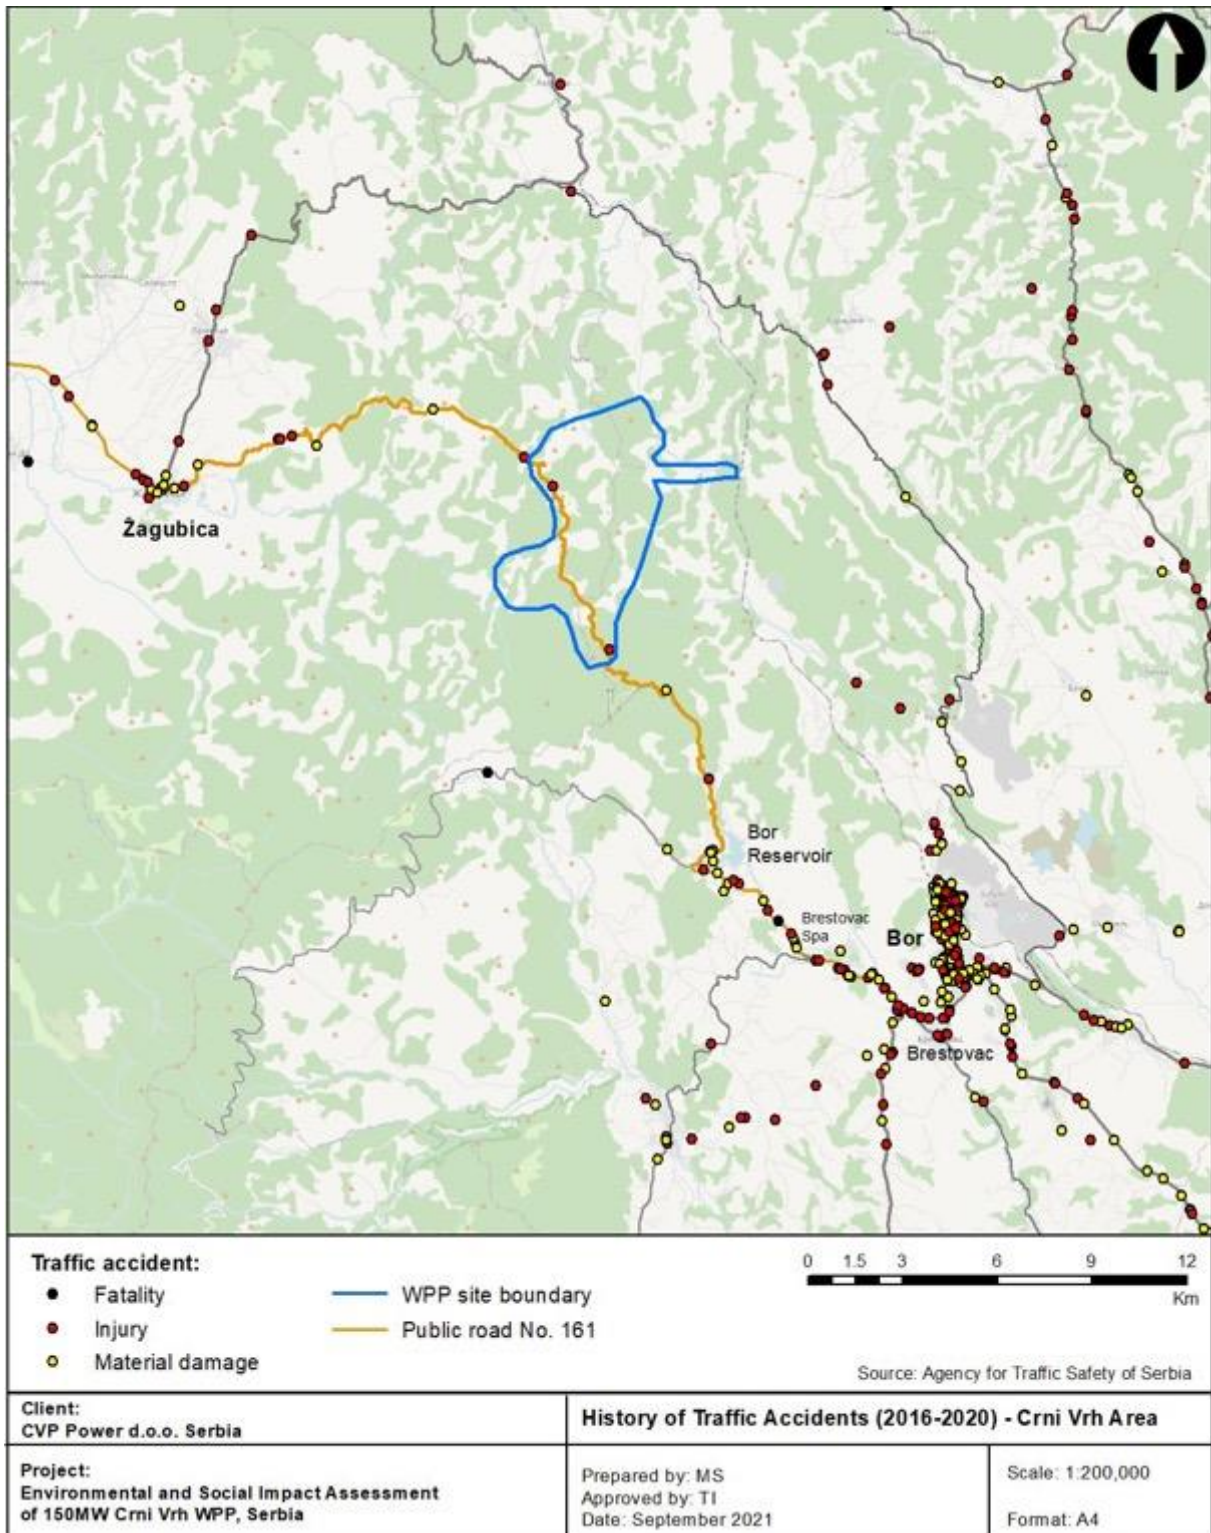 Žagubica
Bor
Reservoir
Brestovac
Spa
Bor
Brestovac
Traffic accident:
Fatality
Injury
Material damage
WPP site boundary
Public road No. 161
0 1.5 3 6 9 12
Km
Source: Agency for Traffic Safety of Serbia
Client:
CVP Power d.o.o. Serbia
History of Traffic Accidents (2016-2020) - Crni Vrh Area
Project:
Environmental and Social Impact Assessment
of 150MW Crni Vrh WPP, Serbia
Prepared by: MS
Approved by: TI
Date: September 2021
Scale: 1:200,000
Format: A4